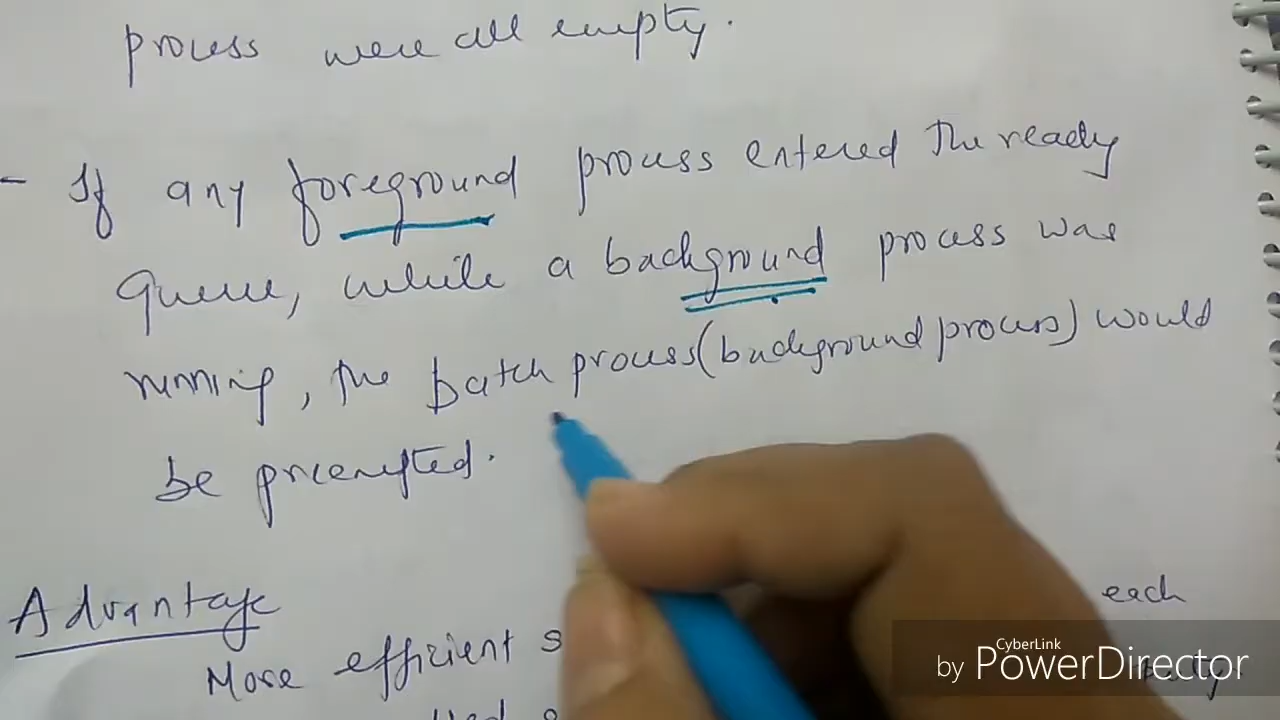 process were all empty.
- If any foreground process entered the ready
Queue, while a background process was
running, the batch process (background process) would
be preempted.
Advantage
each
More efficient s
CyberLink
by PowerDirector